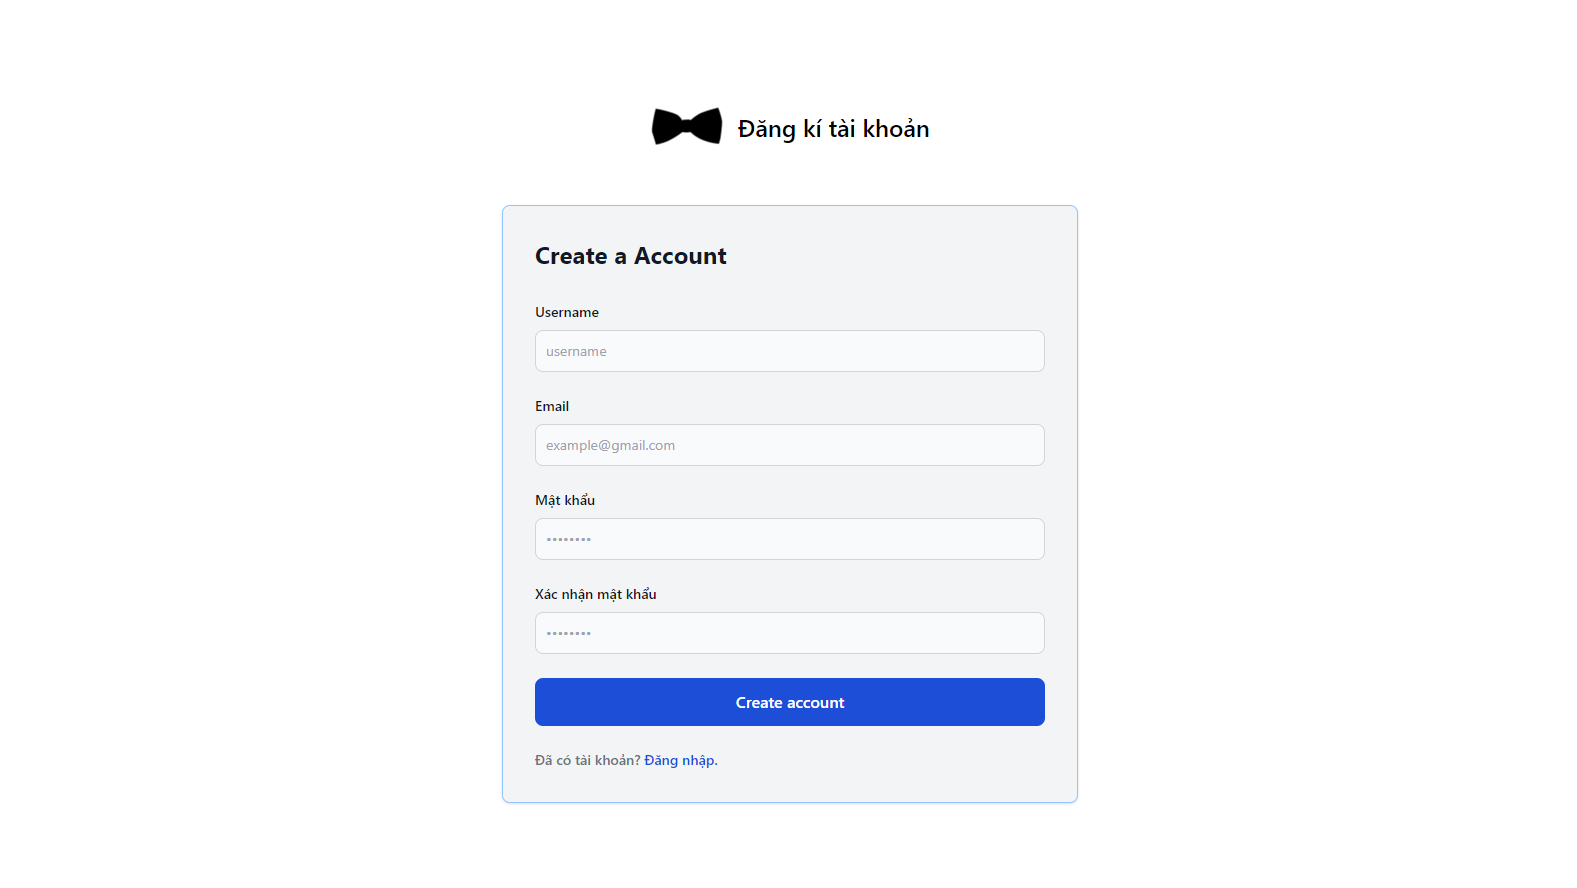 Đăng kí tài khoản
Create a Account
Username
username
Email
example@gmail.com
Mật khẩu
••••••••
Xác nhận mật khẩu
••••••••
Create account
Đã có tài khoản? Đăng nhập.